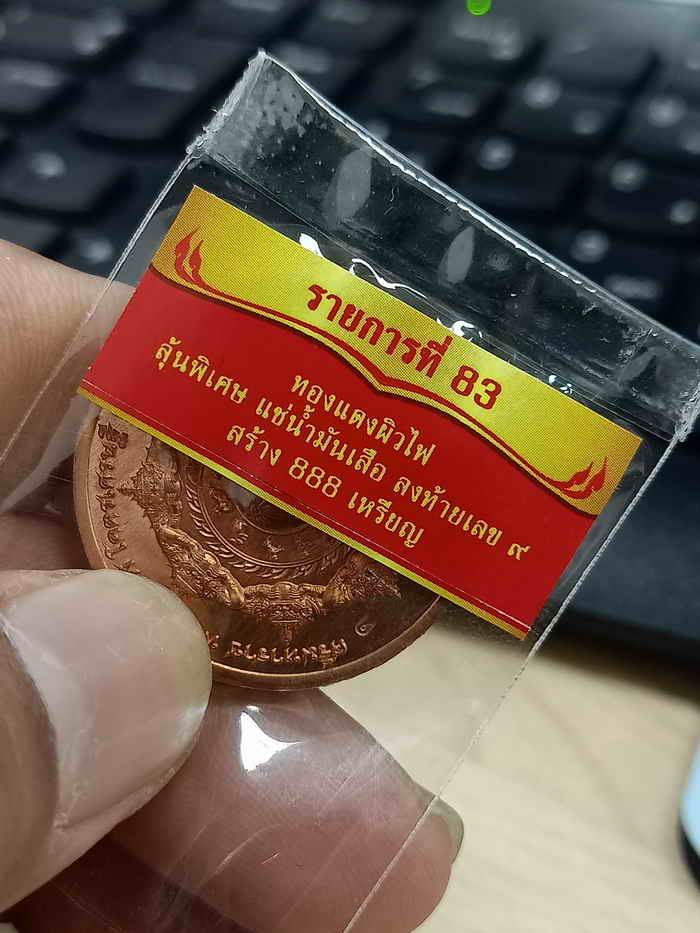 รายการที่ 83
ทองแดงผิวไฟ
ลุ้นพิเศษ แช่น้ำมันเสือ ลงท้ายเลข ๙
สร้าง 888 เหรียญ